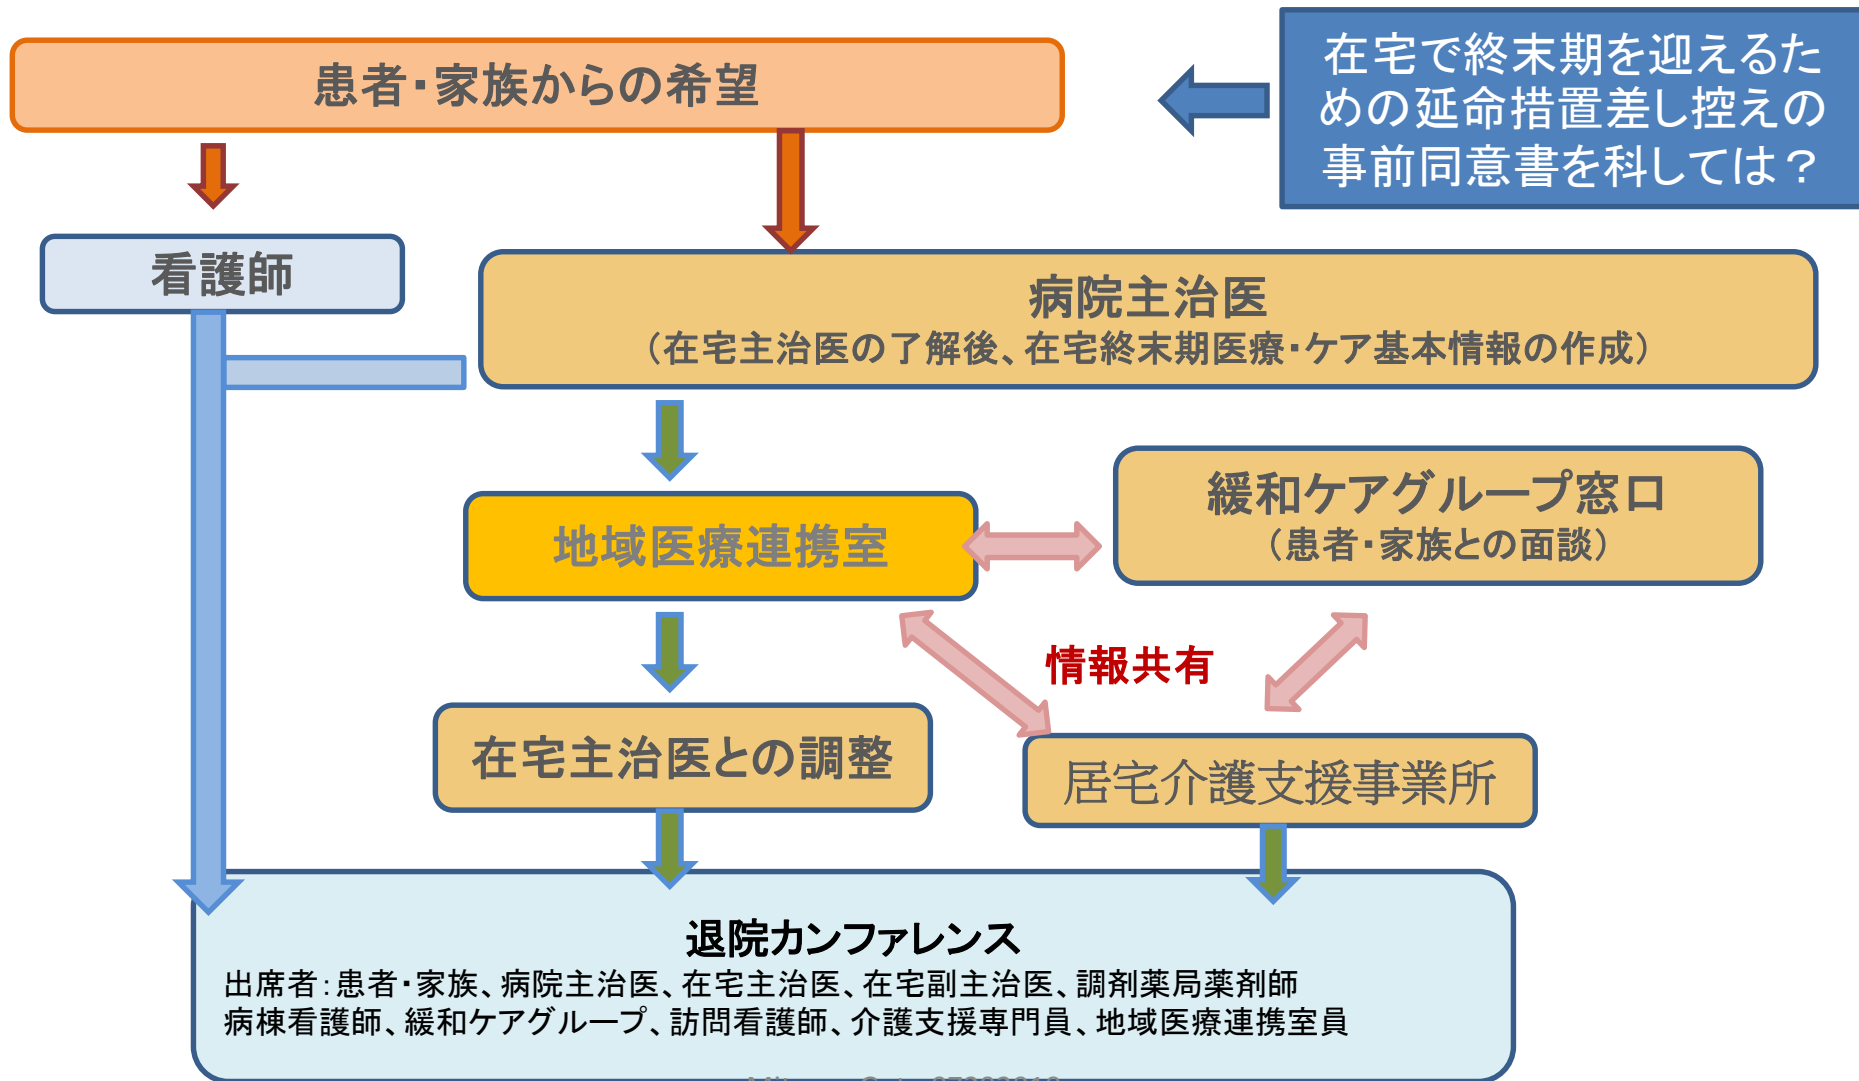 患者・家族からの希望
在宅で終末期を迎えるた
めの延命措置差し控えの
事前同意書を科しては？
看護師
病院主治医
（在宅主治医の了解後、在宅終末期医療・ケア基本情報の作成）
地域医療連携室
緩和ケアグループ窓口
（患者・家族との面談）
情報共有
在宅主治医との調整
居宅介護支援事業所
退院カンファレンス
出席者：患者・家族、病院主治医、在宅主治医、在宅副主治医、調剤薬局薬剤師
病棟看護師、緩和ケアグループ、訪問看護師、介護支援専門員、地域医療連携室員